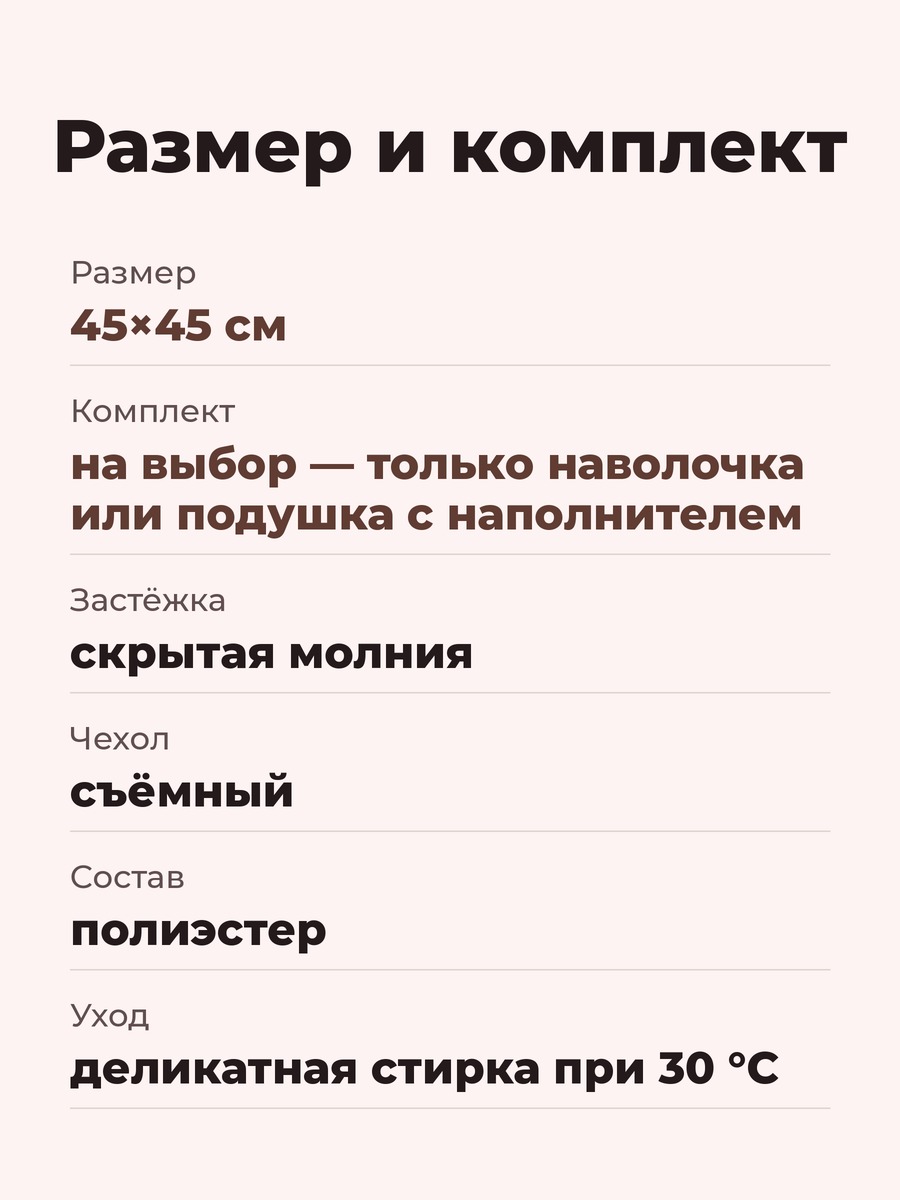 Размер и комплект
Размер
45×45 см
Комплект
на выбор — только наволочка
или подушка с наполнителем
Застёжка
скрытая молния
Чехол
съёмный
Состав
полиэстер
Уход
деликатная стирка при 30 °C